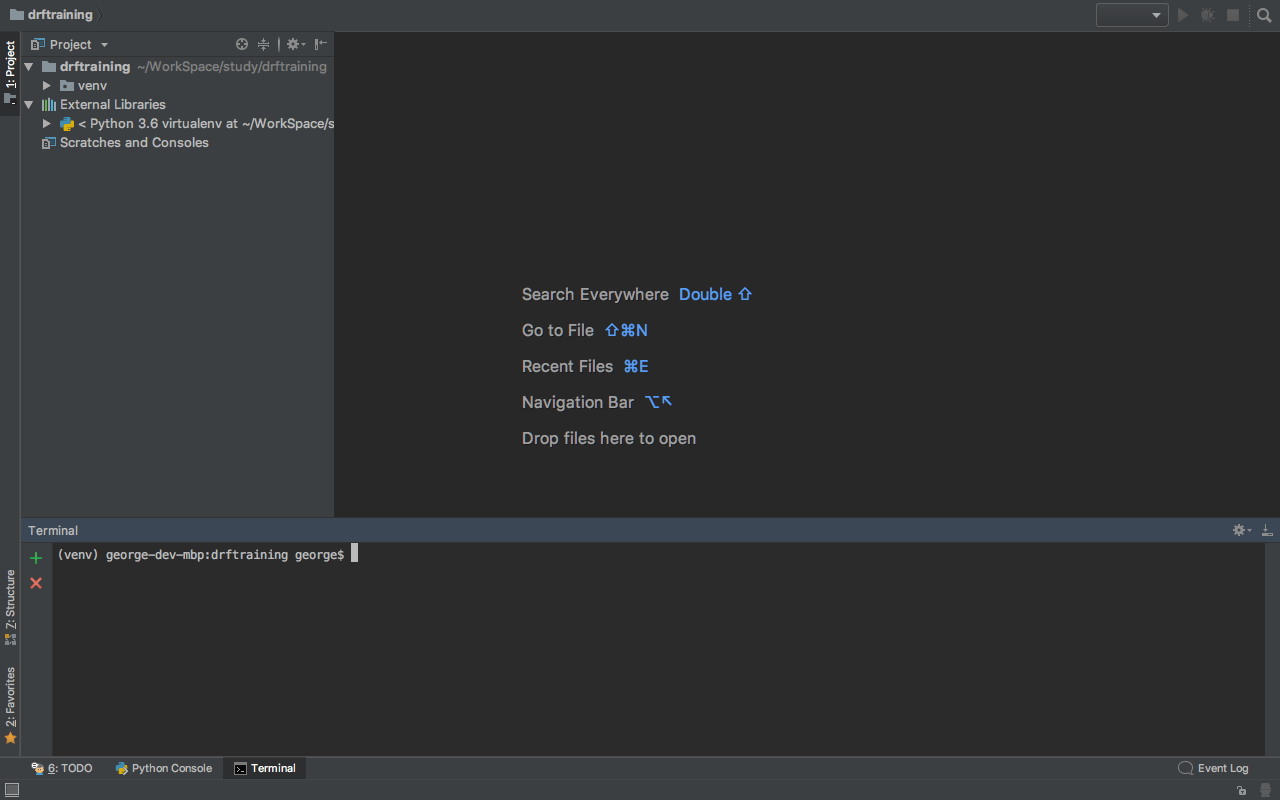 drftraining
1: Project
Project
drftraining ~/WorkSpace/study/drftraining
venv
External Libraries
< Python 3.6 virtualenv at ~/WorkSpace/s
Scratches and Consoles
Search Everywhere Double ⇧
Go to File ⇧⌘N
Recent Files ⌘E
Navigation Bar ⌥↖
Drop files here to open
Terminal
(venv) george-dev-mbp:drftraining george$
7: Structure
2: Favorites
6: TODO
Python Console
Terminal
Event Log